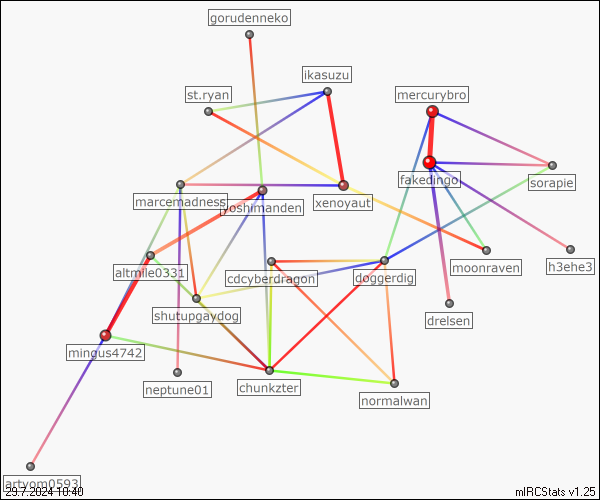 gorudenneko
ikasuzu
st.ryan
mercurybro
fakedingo
sorapie
marcemadness
yoshimanden
xenoyaut
altmile0331
cdcyberdragon
doggerdig
moonraven
h3ehe3
shutupgaydog
drelsen
mingus4742
neptune01
chunkzter
normalwan
artyom0593
29.7.2024 10:40
mIRCStats v1.25